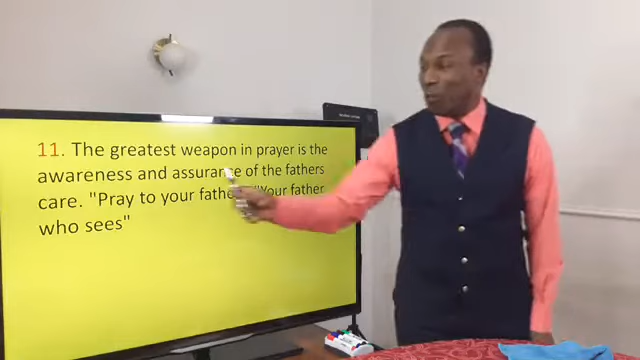 11. The greatest weapon in prayer is the
awareness and assurance of the fathers
care. "Pray to your "Your father
who sees"